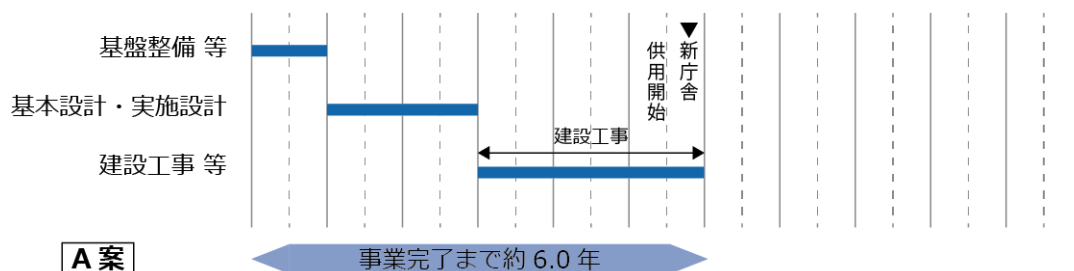 基盤整備 等
▼新庁舎
供用開始
基本設計・実施設計
建設工事
建設工事 等
A 案
事業完了まで約 6.0 年